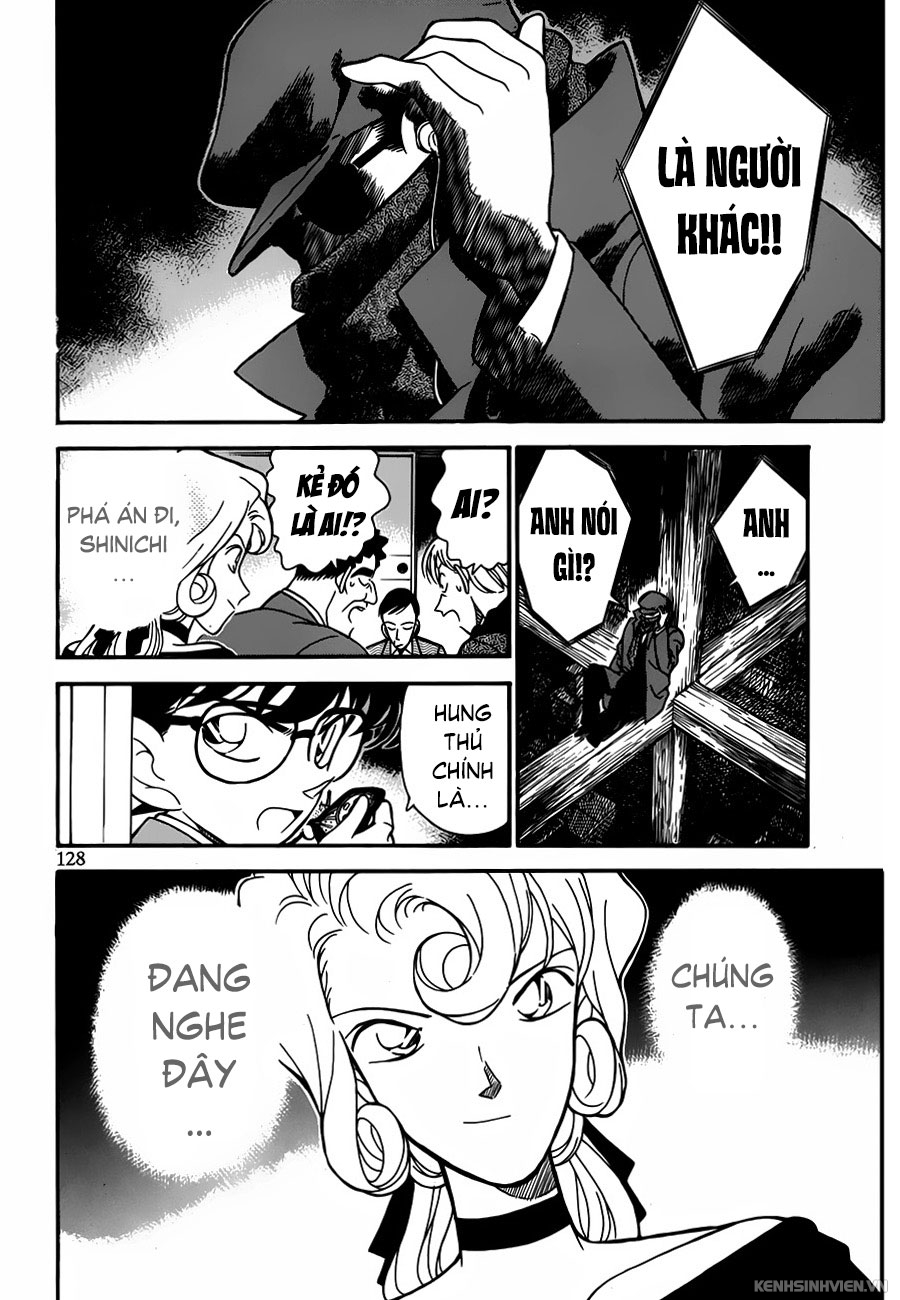 LÀ NGƯỜI
KHÁC!!
ANH
...
ANH NÓI
GÌ!?
AI?
KẺ ĐÓ
LÀ AI!?
PHÁ ÁN ĐI,
SHINICHI
...
HUNG
THỦ
CHÍNH
LÀ...
128
CHÚNG
TA...
ĐANG
NGHE
ĐÂY
...
KENHSINHVIEN.VN